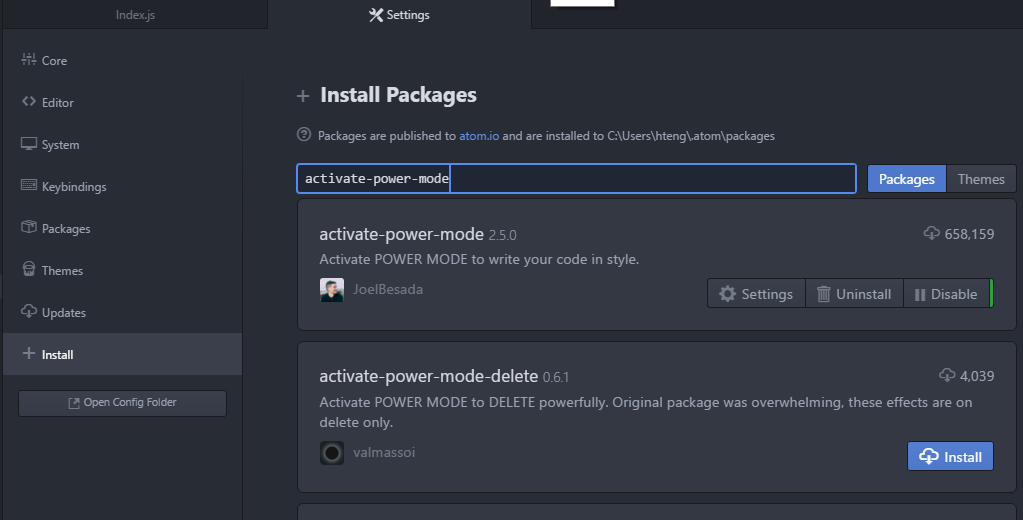 Index.js
Settings
Core
Editor
System
Keybindings
Packages
Themes
Updates
Install
Open Config Folder
Install Packages
Packages are published to atom.io and are installed to C:\Users\hteng\.atom\packages
activate-power-mode
Packages
Themes
activate-power-mode 2.5.0
658,159
Activate POWER MODE to write your code in style.
JoelBesada
Settings
Uninstall
Disable
activate-power-mode-delete 0.6.1
4,039
Activate POWER MODE to DELETE powerfully. Original package was overwhelming, these effects are on
delete only.
valmassoi
Install